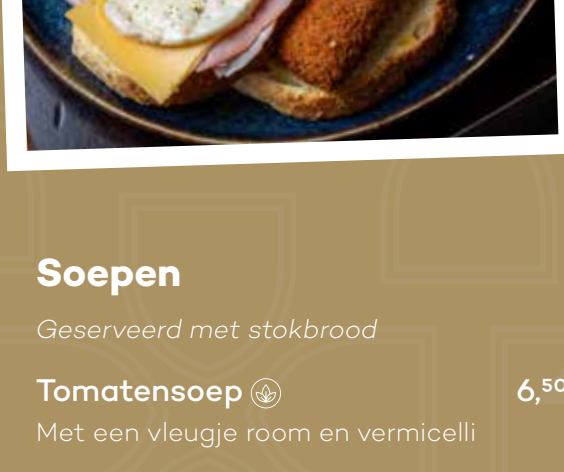 Soepen
Geserveerd met stokbrood
Tomatensoep 6,50
Met een vleugje room en vermicelli